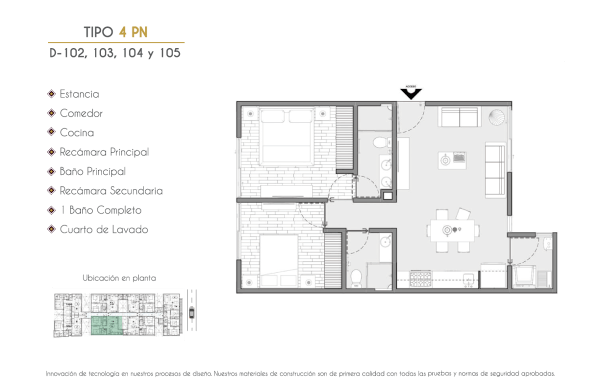 TIPO 4 PN
D-102, 103, 104 y 105
Estancia
Comedor
Cocina
Recámara Principal
Baño Principal
Recámara Secundaria
1 Baño Completo
Cuarto de Lavado
Ubicación en planta
Innovación de tecnología en nuestros procesos de diseño. Nuestros materiales de construcción son de primera calidad con todas las pruebas y normas de seguridad aprobadas.